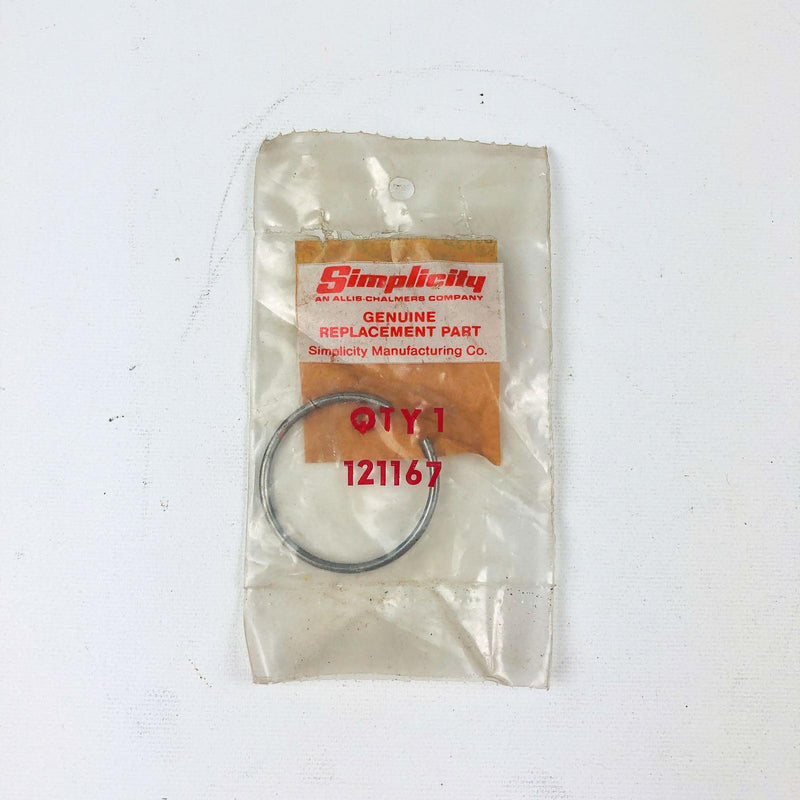 Simplicity
AN ALLIS-CHALMERS COMPANY
GENUINE
REPLACEMENT PART
Simplicity Manufacturing Co.
QTY 1
121167